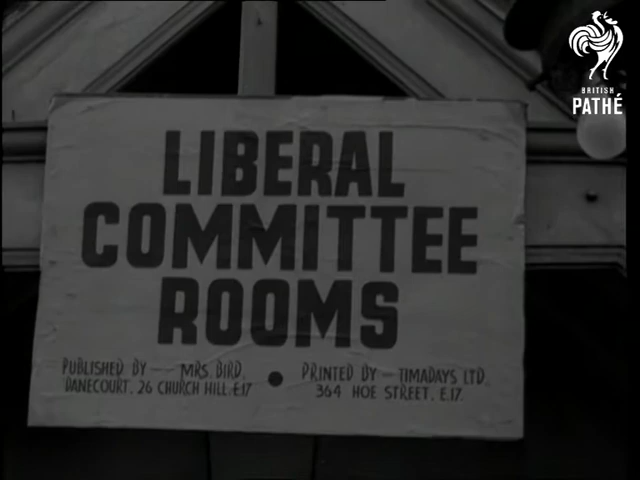 BRITISH
PATHÉ
LIBERAL
COMMITTEE
ROOMS
PUBLISHED BY — MRS. BIRD,
DANECOURT, 26 CHURCH HILL. E.17
● PRINTED BY — TIMADAYS LTD.
364 HOE STREET, E.17.